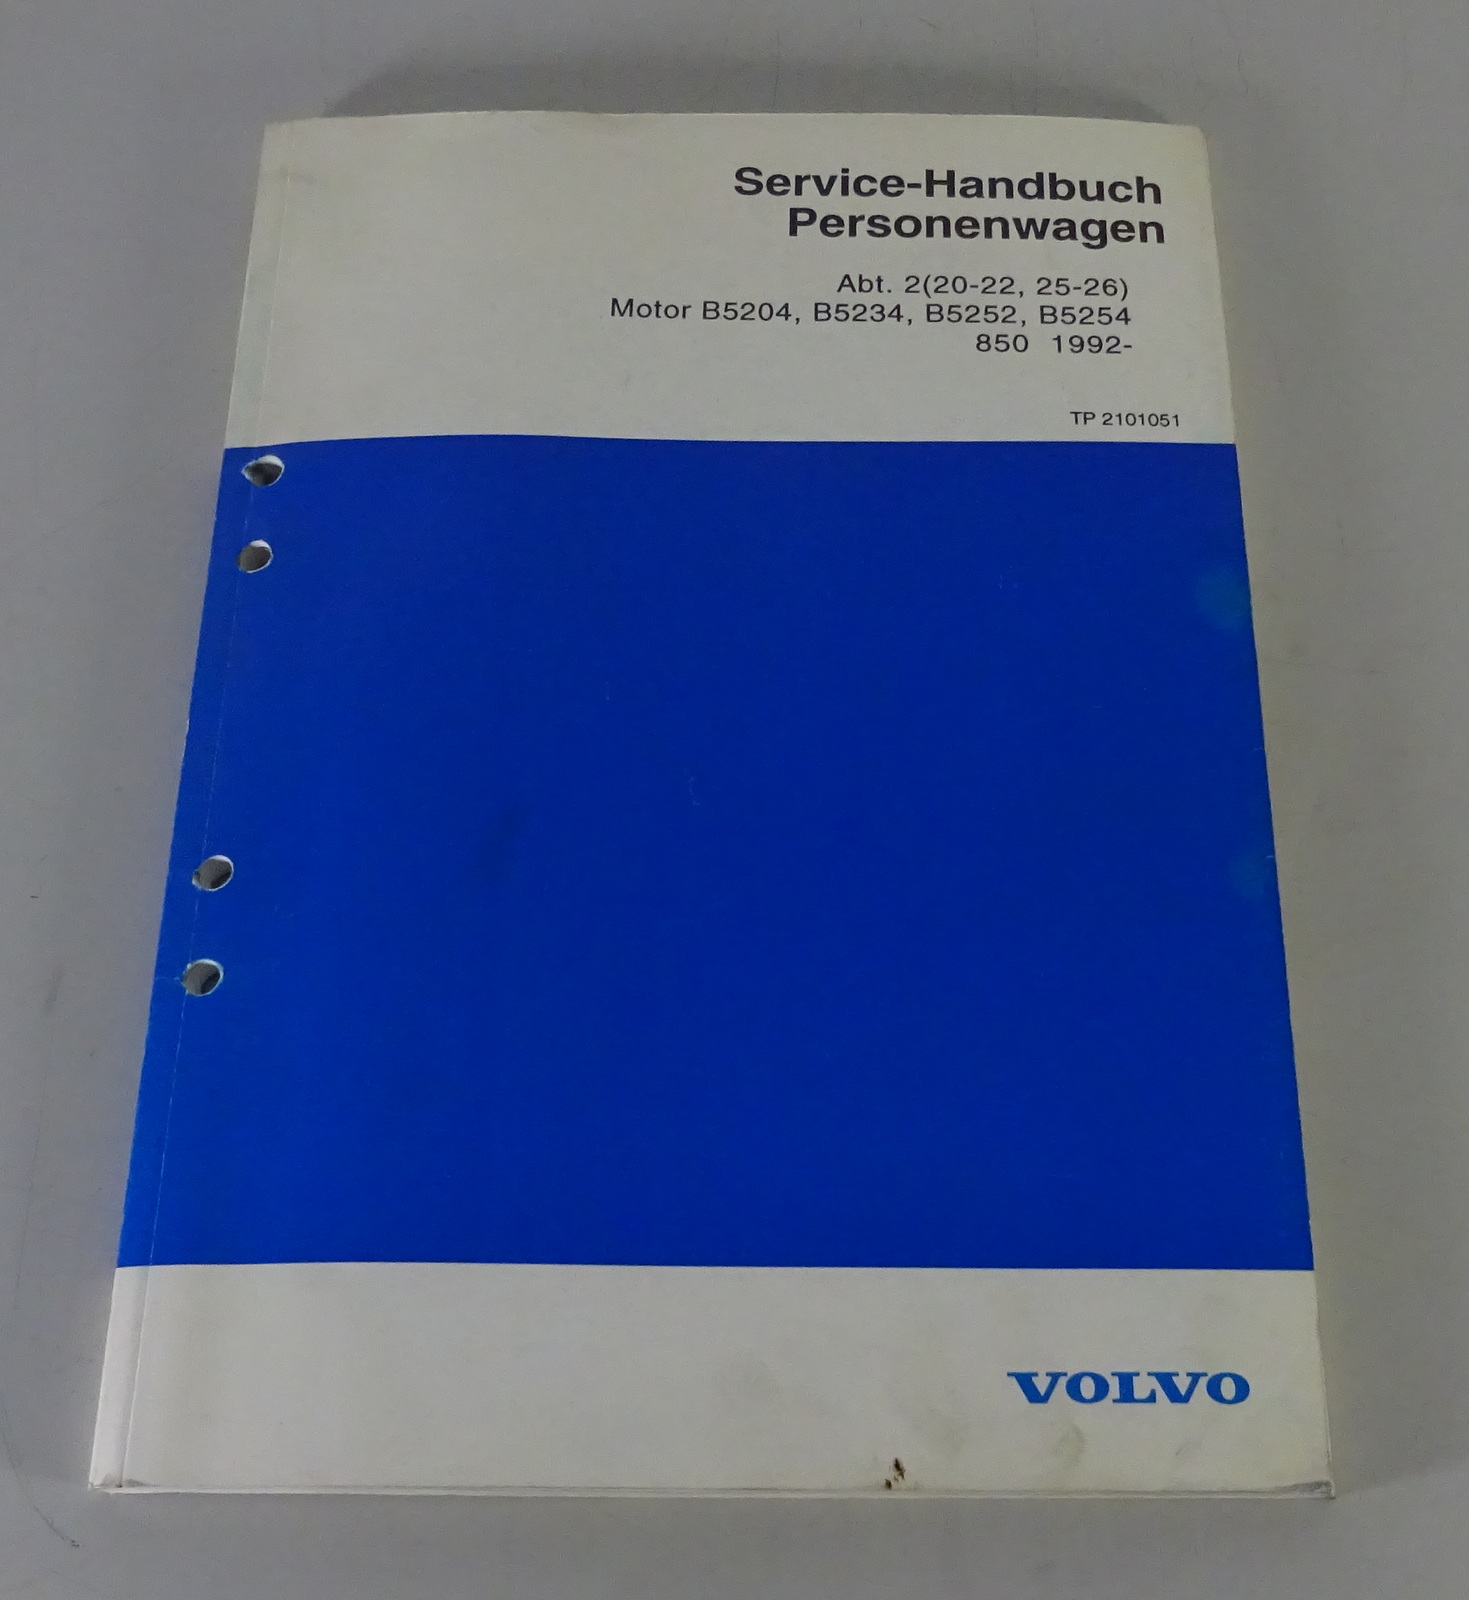 Service-Handbuch
Personenwagen
Abt. 2(20-22, 25-26)
Motor B5204, B5234, B5252, B5254
850 1992-
TP 2101051
VOLVO